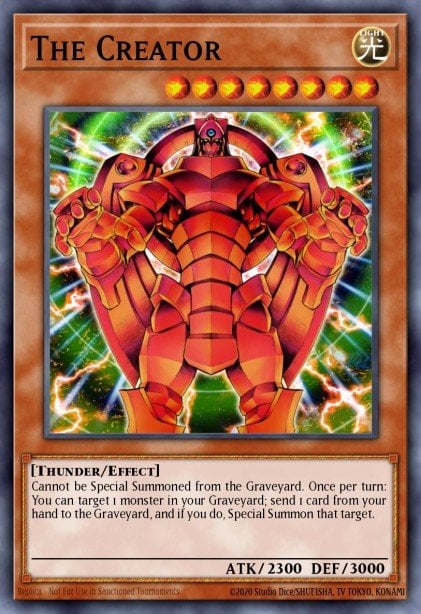 THE CREATOR
LIGHT
光
[THUNDER/EFFECT]
Cannot be Special Summoned from the Graveyard. Once per turn:
You can target 1 monster in your Graveyard; send 1 card from your
hand to the Graveyard, and if you do, Special Summon that target.
ATK/2300 DEF/3000
Replica - Not For Use in Sanctioned Tournaments
©2020 Studio Dice/SHUEISHA, TV TOKYO, KONAMI